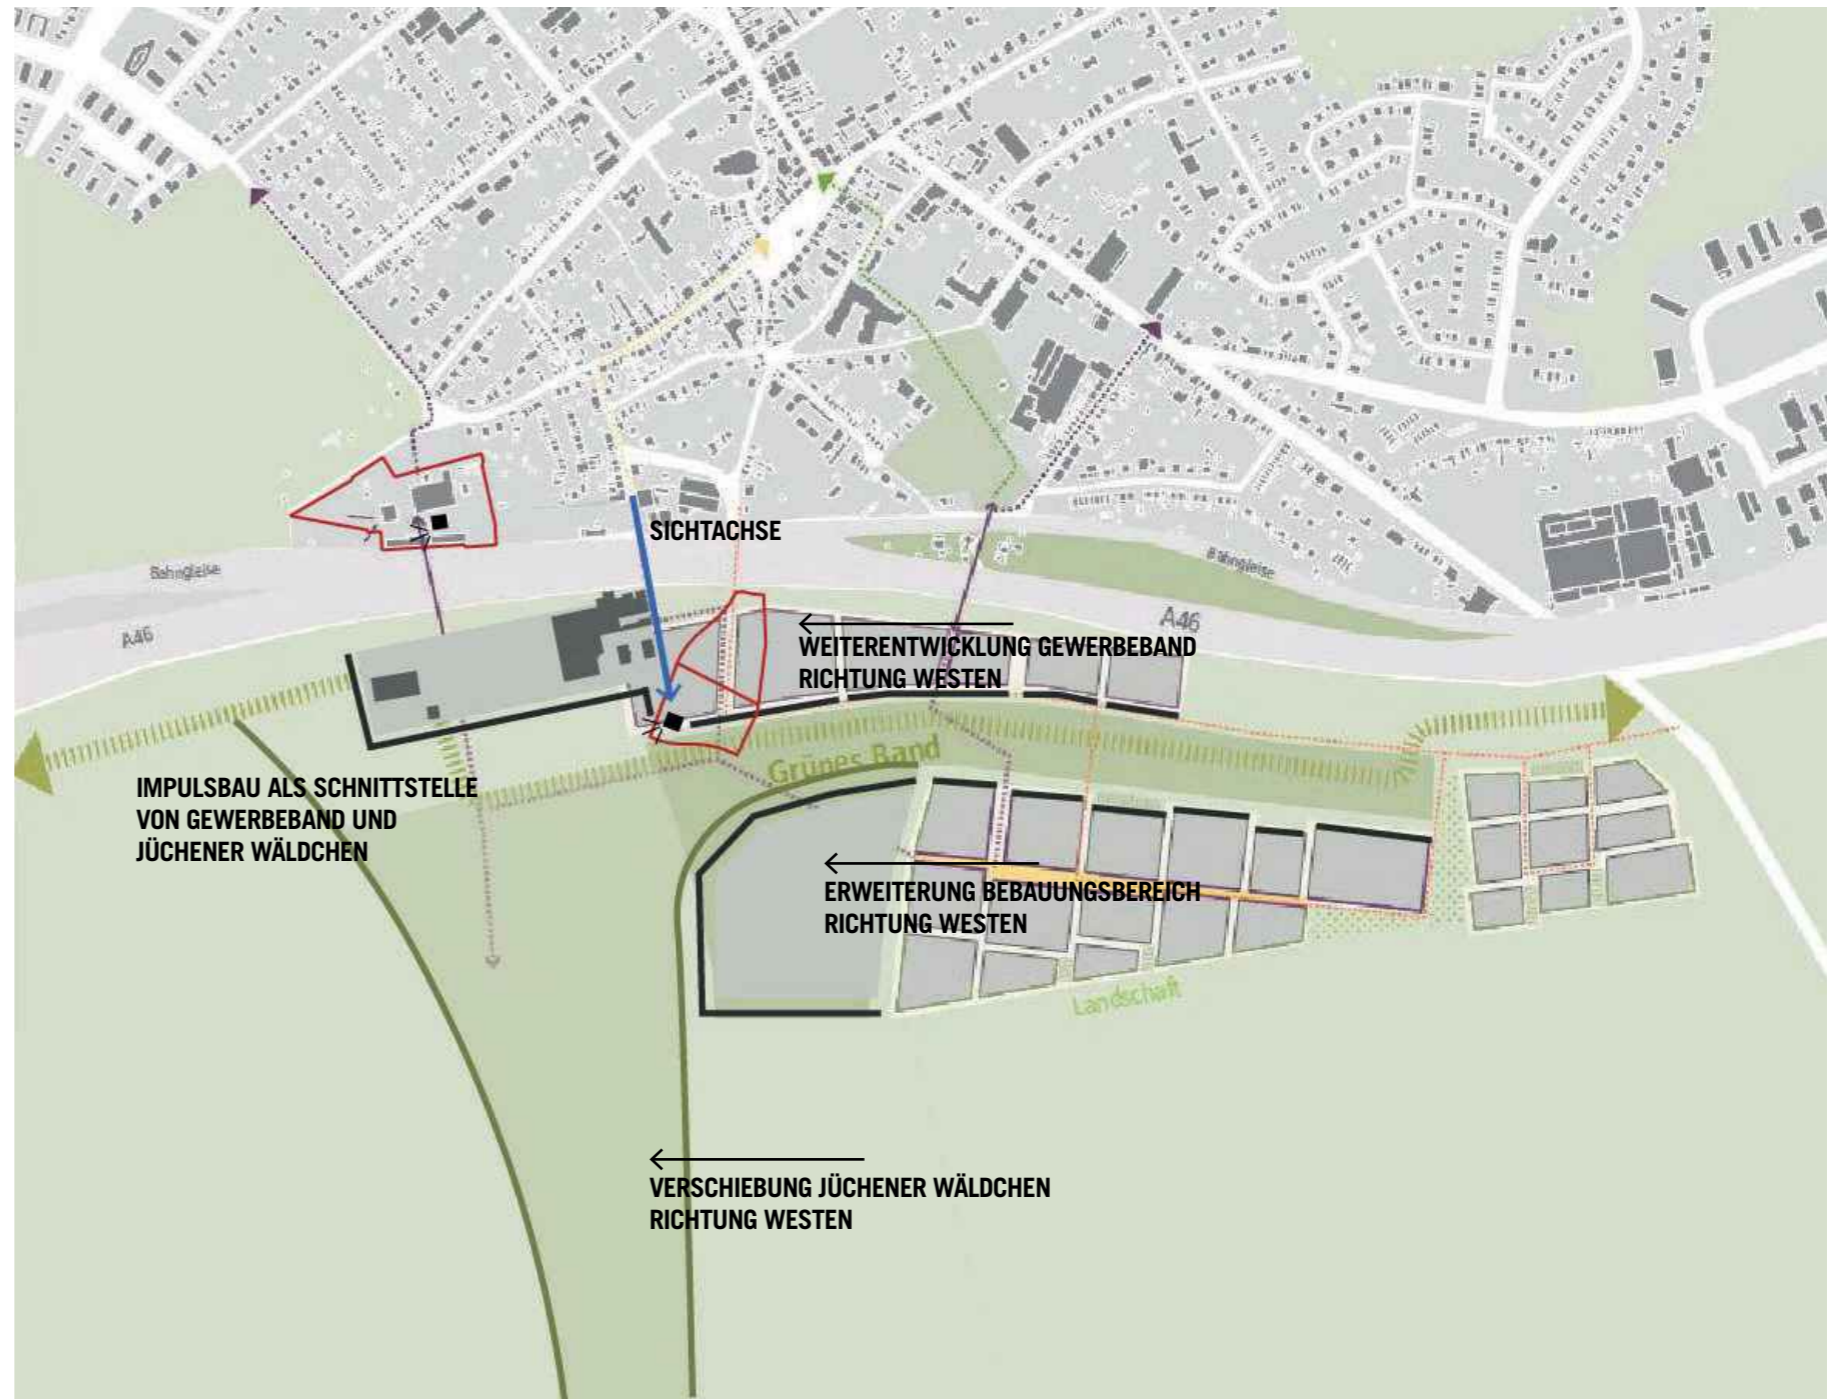 SICHTACHSE
Bahngleise
Bahngleise
A46
A46
WEITERENTWICKLUNG GEWERBEBAND
RICHTUNG WESTEN
Grünes Band
IMPULSBAU ALS SCHNITTSTELLE
VON GEWERBEBAND UND
JÜCHENER WÄLDCHEN
ERWEITERUNG BEBAUUNGSBEREICH
RICHTUNG WESTEN
Landschaft
VERSCHIEBUNG JÜCHENER WÄLDCHEN
RICHTUNG WESTEN